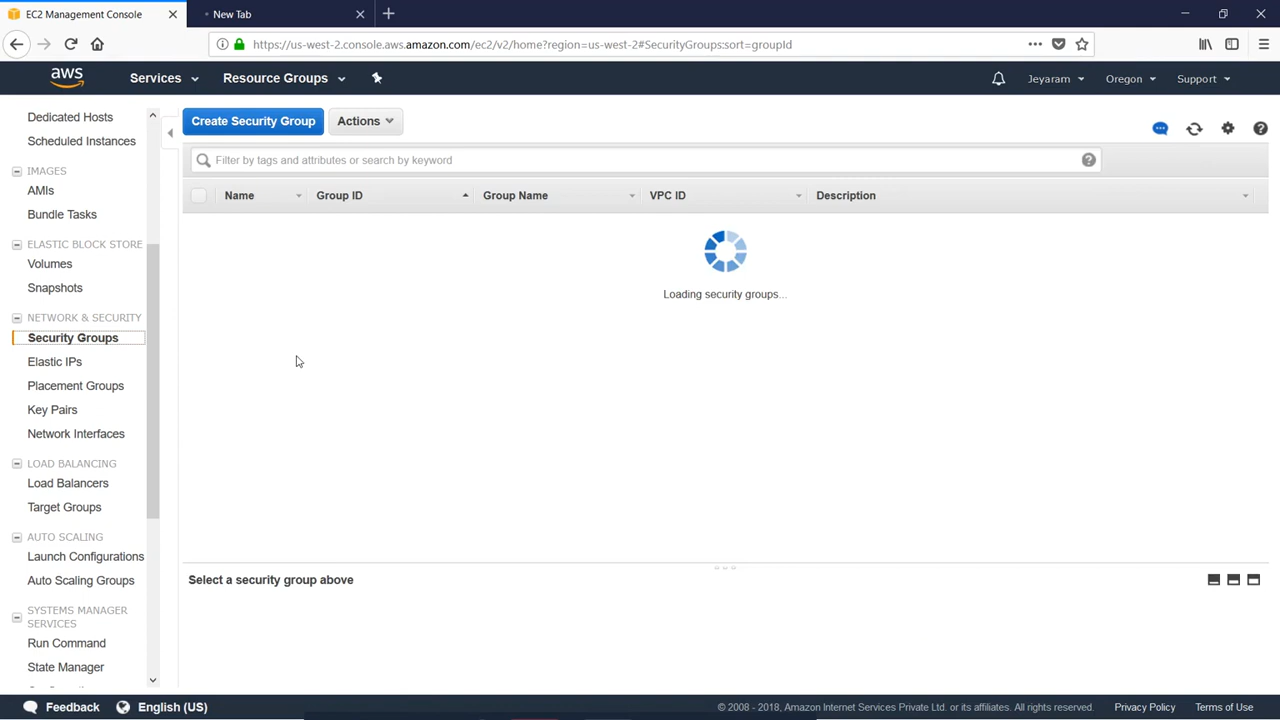 EC2 Management Console
New Tab
https://us-west-2.console.aws.amazon.com/ec2/v2/home?region=us-west-2#SecurityGroups:sort=groupId
aws
Services
Resource Groups
Jeyaram
Oregon
Support
Dedicated Hosts
Scheduled Instances
IMAGES
AMIs
Bundle Tasks
ELASTIC BLOCK STORE
Volumes
Snapshots
NETWORK & SECURITY
Security Groups
Elastic IPs
Placement Groups
Key Pairs
Network Interfaces
LOAD BALANCING
Load Balancers
Target Groups
AUTO SCALING
Launch Configurations
Auto Scaling Groups
SYSTEMS MANAGER
SERVICES
Run Command
State Manager
Create Security Group
Actions
Filter by tags and attributes or search by keyword
Name
Group ID
Group Name
VPC ID
Description
Loading security groups...
Select a security group above
Feedback
English (US)
© 2008 - 2018, Amazon Internet Services Private Ltd. or its affiliates. All rights reserved.
Privacy Policy
Terms of Use